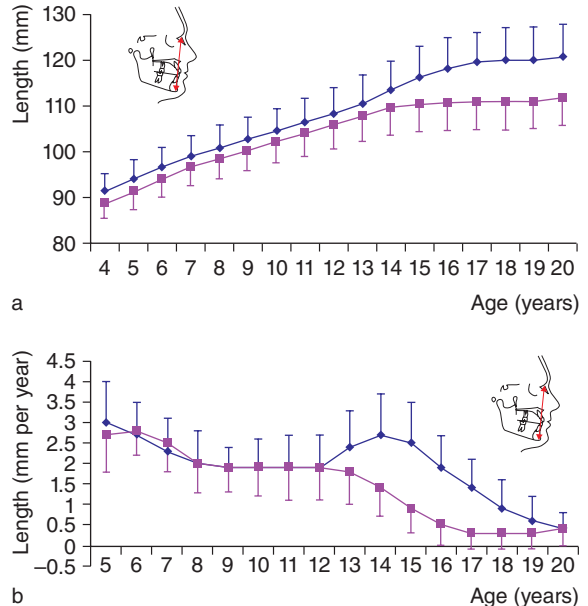 Length (mm)
130
120
110
100
90
80
4 5 6 7 8 9 10 11 12 13 14 15 16 17 18 19 20
a
Age (years)
Length (mm per year)
4.5
4
3.5
3
2.5
2
1.5
1
0.5
0
–0.5
5 6 7 8 9 10 11 12 13 14 15 16 17 18 19 20
b
Age (years)